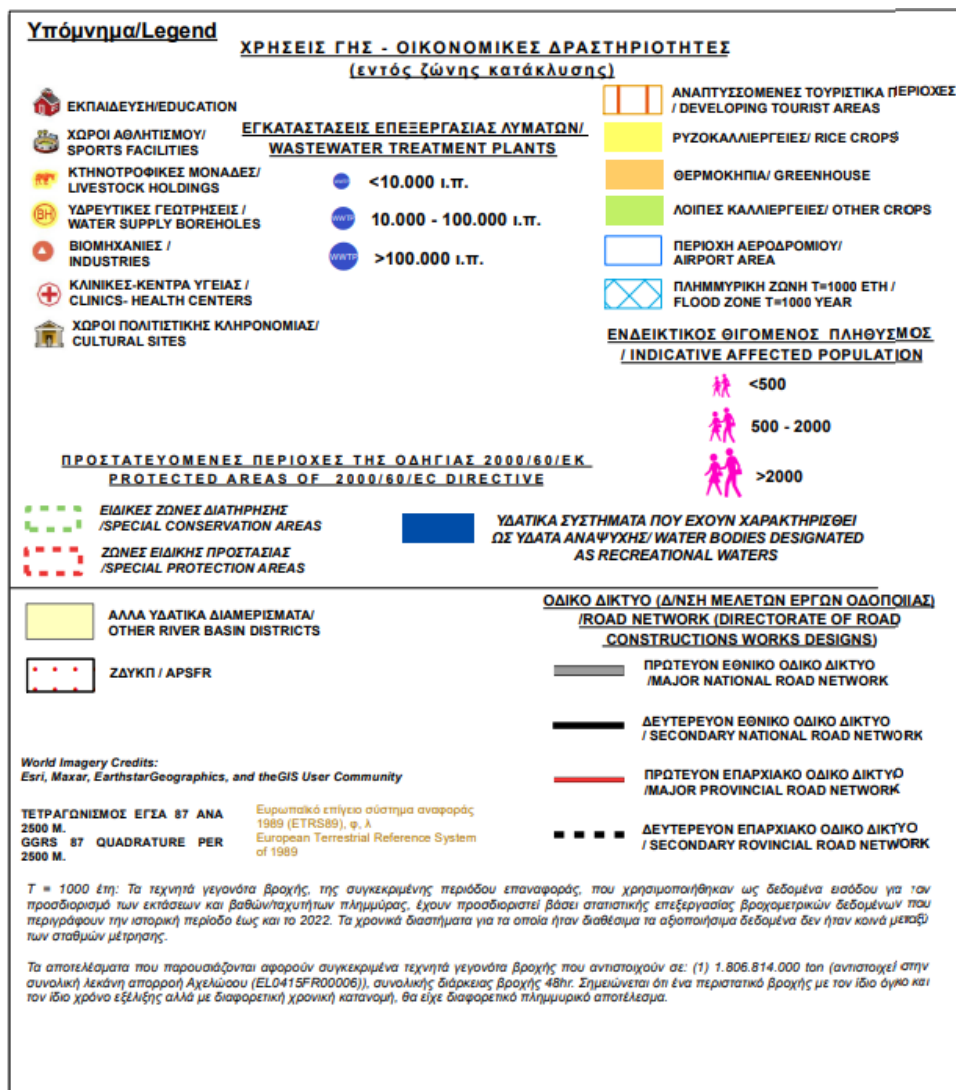 Υπόμνημα/Legend
ΧΡΗΣΕΙΣ ΓΗΣ - ΟΙΚΟΝΟΜΙΚΕΣ ΔΡΑΣΤΗΡΙΟΤΗΤΕΣ
(εντός ζώνης κατάκλυσης)
ΕΚΠΑΙΔΕΥΣΗ/EDUCATION
ΧΩΡΟΙ ΑΘΛΗΤΙΣΜΟΥ/
SPORTS FACILITIES
ΚΤΗΝΟΤΡΟΦΙΚΕΣ ΜΟΝΑΔΕΣ/
LIVESTOCK HOLDINGS
BH
ΥΔΡΕΥΤΙΚΕΣ ΓΕΩΤΡΗΣΕΙΣ /
WATER SUPPLY BOREHOLES
ΒΙΟΜΗΧΑΝΙΕΣ /
INDUSTRIES
ΚΛΙΝΙΚΕΣ-ΚΕΝΤΡΑ ΥΓΕΙΑΣ /
CLINICS- HEALTH CENTERS
ΧΩΡΟΙ ΠΟΛΙΤΙΣΤΙΚΗΣ ΚΛΗΡΟΝΟΜΙΑΣ/
CULTURAL SITES
ΕΓΚΑΤΑΣΤΑΣΕΙΣ ΕΠΕΞΕΡΓΑΣΙΑΣ ΛΥΜΑΤΩΝ/
WASTEWATER TREATMENT PLANTS
WWTP <10.000 ι.π.
WWTP 10.000 - 100.000 ι.π.
WWTP >100.000 ι.π.
ΑΝΑΠΤΥΣΣΟΜΕΝΕΣ ΤΟΥΡΙΣΤΙΚΑ ΠΕΡΙΟΧΕΣ
/ DEVELOPING TOURIST AREAS
ΡΥΖΟΚΑΛΛΙΕΡΓΕΙΕΣ/ RICE CROPS
ΘΕΡΜΟΚΗΠΙΑ/ GREENHOUSE
ΛΟΙΠΕΣ ΚΑΛΛΙΕΡΓΕΙΕΣ/ OTHER CROPS
ΠΕΡΙΟΧΗ ΑΕΡΟΔΡΟΜΙΟΥ/
AIRPORT AREA
ΠΛΗΜΜΥΡΙΚΗ ΖΩΝΗ Τ=1000 ΕΤΗ /
FLOOD ZONE T=1000 YEAR
ΕΝΔΕΙΚΤΙΚΟΣ ΘΙΓΟΜΕΝΟΣ ΠΛΗΘΥΣΜΟΣ
/ INDICATIVE AFFECTED POPULATION
<500
500 - 2000
>2000
ΠΡΟΣΤΑΤΕΥΟΜΕΝΕΣ ΠΕΡΙΟΧΕΣ ΤΗΣ ΟΔΗΓΙΑΣ 2000/60/ΕΚ
PROTECTED AREAS OF 2000/60/EC DIRECTIVE
ΕΙΔΙΚΕΣ ΖΩΝΕΣ ΔΙΑΤΗΡΗΣΗΣ
/SPECIAL CONSERVATION AREAS
ΖΩΝΕΣ ΕΙΔΙΚΗΣ ΠΡΟΣΤΑΣΙΑΣ
/SPECIAL PROTECTION AREAS
ΥΔΑΤΙΚΑ ΣΥΣΤΗΜΑΤΑ ΠΟΥ ΕΧΟΥΝ ΧΑΡΑΚΤΗΡΙΣΘΕΙ
ΩΣ ΥΔΑΤΑ ΑΝΑΨΥΧΗΣ/ WATER BODIES DESIGNATED
AS RECREATIONAL WATERS
ΑΛΛΑ ΥΔΑΤΙΚΑ ΔΙΑΜΕΡΙΣΜΑΤΑ/
OTHER RIVER BASIN DISTRICTS
ΖΔΥΚΠ / APSFR
ΟΔΙΚΟ ΔΙΚΤΥΟ (Δ/ΝΣΗ ΜΕΛΕΤΩΝ ΕΡΓΩΝ ΟΔΟΠΟΙΙΑΣ)
/ROAD NETWORK (DIRECTORATE OF ROAD
CONSTRUCTIONS WORKS DESIGNS)
ΠΡΩΤΕΥΟΝ ΕΘΝΙΚΟ ΟΔΙΚΟ ΔΙΚΤΥΟ
/MAJOR NATIONAL ROAD NETWORK
ΔΕΥΤΕΡΕΥΟΝ ΕΘΝΙΚΟ ΟΔΙΚΟ ΔΙΚΤΥΟ
/ SECONDARY NATIONAL ROAD NETWORK
ΠΡΩΤΕΥΟΝ ΕΠΑΡΧΙΑΚΟ ΟΔΙΚΟ ΔΙΚΤΥΟ
/MAJOR PROVINCIAL ROAD NETWORK
ΔΕΥΤΕΡΕΥΟΝ ΕΠΑΡΧΙΑΚΟ ΟΔΙΚΟ ΔΙΚΤΥΟ
/ SECONDARY ROVINCIAL ROAD NETWORK
World Imagery Credits:
Esri, Maxar, EarthstarGeographics, and theGIS User Community
ΤΕΤΡΑΓΩΝΙΣΜΟΣ ΕΓΣΑ 87 ΑΝΑ
2500 Μ.
GGRS 87 QUADRATURE PER
2500 M.
Ευρωπαϊκό επίγειο σύστημα αναφοράς
1989 (ETRS89), φ, λ
European Terrestrial Reference System
of 1989
Τ = 1000 έτη: Τα τεχνητά γεγονότα βροχής, της συγκεκριμένης περιόδου επαναφοράς, που χρησιμοποιήθηκαν ως δεδομένα εισόδου για τον
προσδιορισμό των εκτάσεων και βαθών/ταχυτήτων πλημμύρας, έχουν προσδιοριστεί βάσει στατιστικής επεξεργασίας βροχομετρικών δεδομένων που
περιγράφουν την ιστορική περίοδο έως και το 2022. Τα χρονικά διαστήματα για τα οποία ήταν διαθέσιμα τα αξιοποιήσιμα δεδομένα δεν ήταν κοινά μεταξύ
των σταθμών μέτρησης.
Τα αποτελέσματα που παρουσιάζονται αφορούν συγκεκριμένα τεχνητά γεγονότα βροχής που αντιστοιχούν σε: (1) 1.806.814.000 ton (αντιστοιχεί στην
συνολική λεκάνη απορροή Αχελώου (EL0415FR00006)), συνολικής διάρκειας βροχής 48hr. Σημειώνεται ότι ένα περιστατικό βροχής με τον ίδιο όγκο και
τον ίδιο χρόνο εξέλιξης αλλά με διαφορετική χρονική κατανομή, θα είχε διαφορετικό πλημμυρικό αποτέλεσμα.